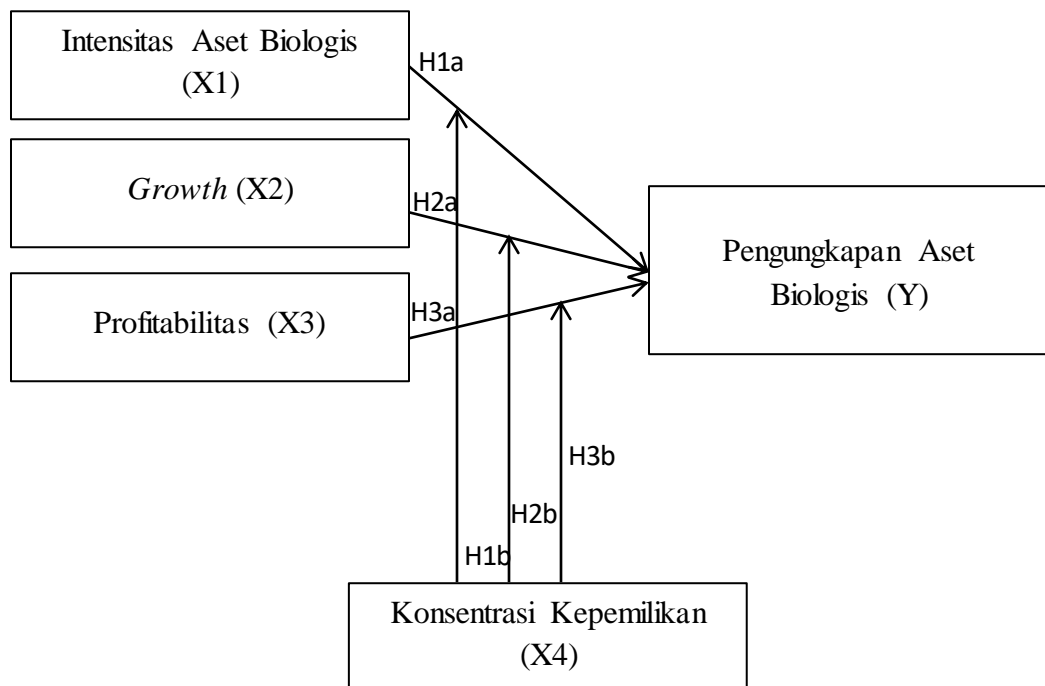 Intensitas Aset Biologis
(X1)
H1a
Growth (X2)
H2a
Profitabilitas (X3)
H3a
Pengungkapan Aset
Biologis (Y)
H3b
H2b
H1b
Konsentrasi Kepemilikan
(X4)